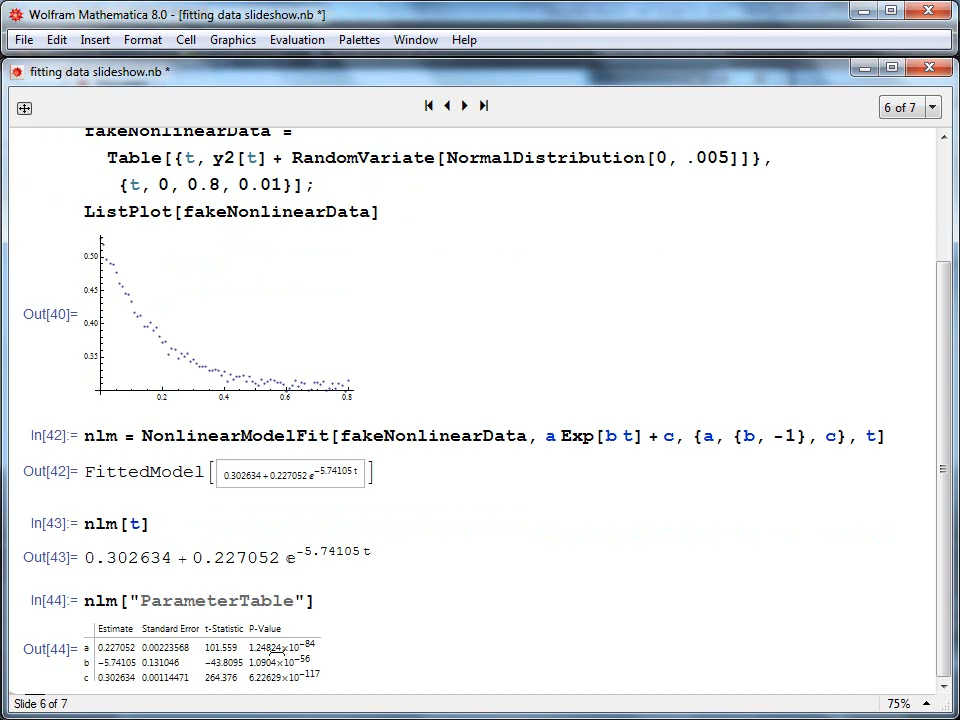 Wolfram Mathematica 8.0 - [fitting data slideshow.nb *]
File Edit Insert Format Cell Graphics Evaluation Palettes Window Help
fitting data slideshow.nb *
6 of 7
fakeNonlinearData =
Table[{t, y2[t] + RandomVariate[NormalDistribution[0, .005]]},
{t, 0, 0.8, 0.01}];
ListPlot[fakeNonlinearData]
0.50
0.45
Out[40]=
0.40
0.35
0.2 0.4 0.6 0.8
In[42]:= nlm = NonlinearModelFit[fakeNonlinearData, a Exp[b t] + c, {a, {b, -1}, c}, t]
Out[42]= FittedModel[0.302634 + 0.227052 ⅇ^-5.74105 t]
In[43]:= nlm[t]
Out[43]= 0.302634 + 0.227052 ⅇ^-5.74105 t
In[44]:= nlm["ParameterTable"]
Estimate Standard Error t-Statistic P-Value
Out[44]= a 0.227052 0.00223568 101.559 1.24824×10^-84
b -5.74105 0.131046 -43.8095 1.0904×10^-56
c 0.302634 0.00114471 264.376 6.22629×10^-117
Slide 6 of 7 75%